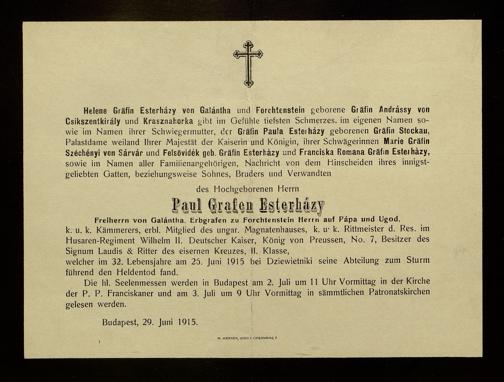 Helene Gräfin Esterházy von Galántha und Forchtenstein geborene Gräfin Andrássy von
Csikszentkirály und Krasznahorka gibt im Gefühle tiefsten Schmerzes. im eigenen Namen so-
wie im Namen ihrer Schwiegermutter, der Gräfin Paula Esterházy geborenen Gräfin Stockau,
Palastdame weiland Ihrer Majestät der Kaiserin und Königin, ihrer Schwägerinnen Marie Gräfin
Széchényi von Sárvár und Felsövidék geb. Gräfin Esterházy und Franciska Romana Gräfin Esterházy,
sowie im Namen aller Familienangehörigen, Nachricht von dem Hinscheiden ihres innigst-
geliebten Gatten, beziehungsweise Sohnes, Bruders und Verwandten
des Hochgeborenen Herrn
Paul Grafen Esterházy
Freiherrn von Galántha, Erbgrafen zu Forchtenstein Herrn auf Pápa und Ugod,
k. u. k. Kämmerers, erbl. Mitglied des ungar. Magnatenhauses, k. u. k. Rittmeister d. Res. im
Husaren-Regiment Wilhelm II. Deutscher Kaiser, König von Preussen, No. 7, Besitzer des
Signum Laudis & Ritter des eisernen Kreuzes, II. Klasse,
welcher im 32. Lebensjahre am 25. Juni 1915 bei Dziewietniki seine Abteilung zum Sturm
führend den Heldentod fand.
Die hl. Seelenmessen werden in Budapest am 2. Juli um 11 Uhr Vormittag in der Kirche
der P. P. Franciskaner und am 3. Juli um 9 Uhr Vormittag in sämmtlichen Patronatskirchen
gelesen werden.
Budapest, 29. Juni 1915.